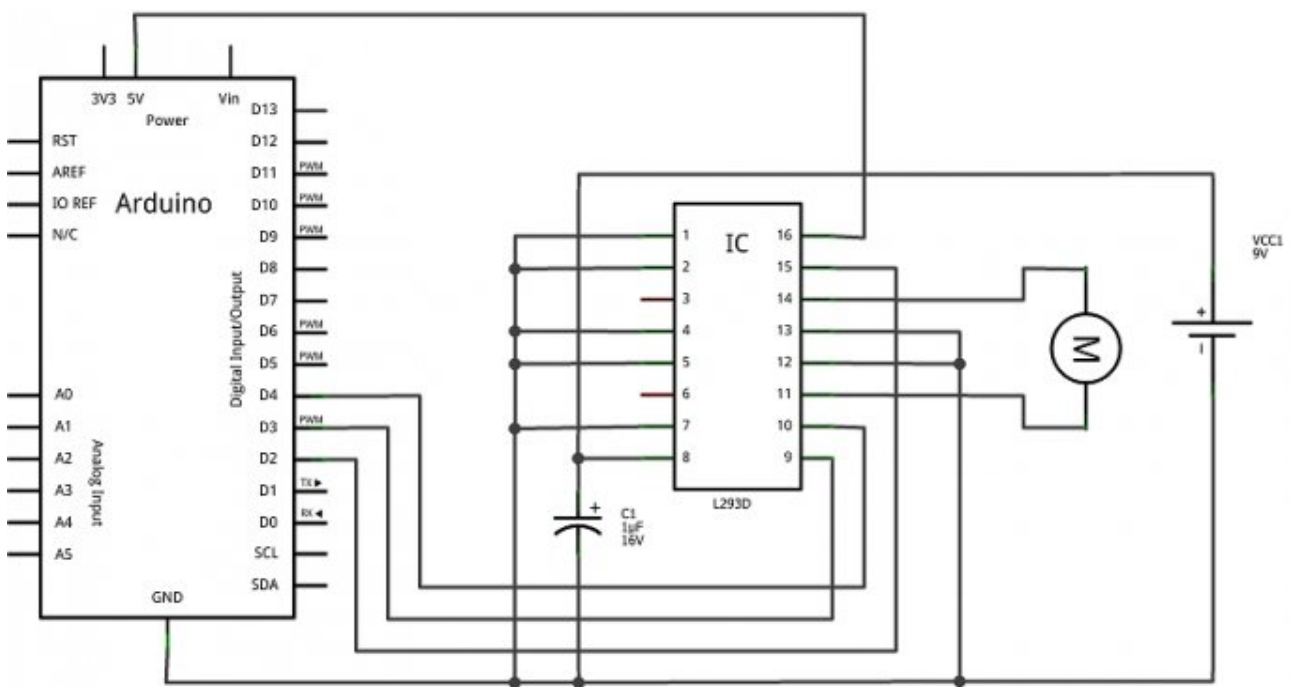 3V3 5V Vin
Power
RST
AREF
IO REF
N/C
Arduino
A0
A1
A2
A3
A4
A5
Analog Input
Digital Input/Output
D13
D12
D11 PWM
D10 PWM
D9 PWM
D8
D7
D6 PWM
D5 PWM
D4
D3 PWM
D2
D1 TX ▶
D0 RX ◀
SCL
SDA
GND
IC
1 16
2 15
3 14
4 13
5 12
6 11
7 10
8 9
L293D
+
C1
1µF
16V
M
VCC1
9V
+
−